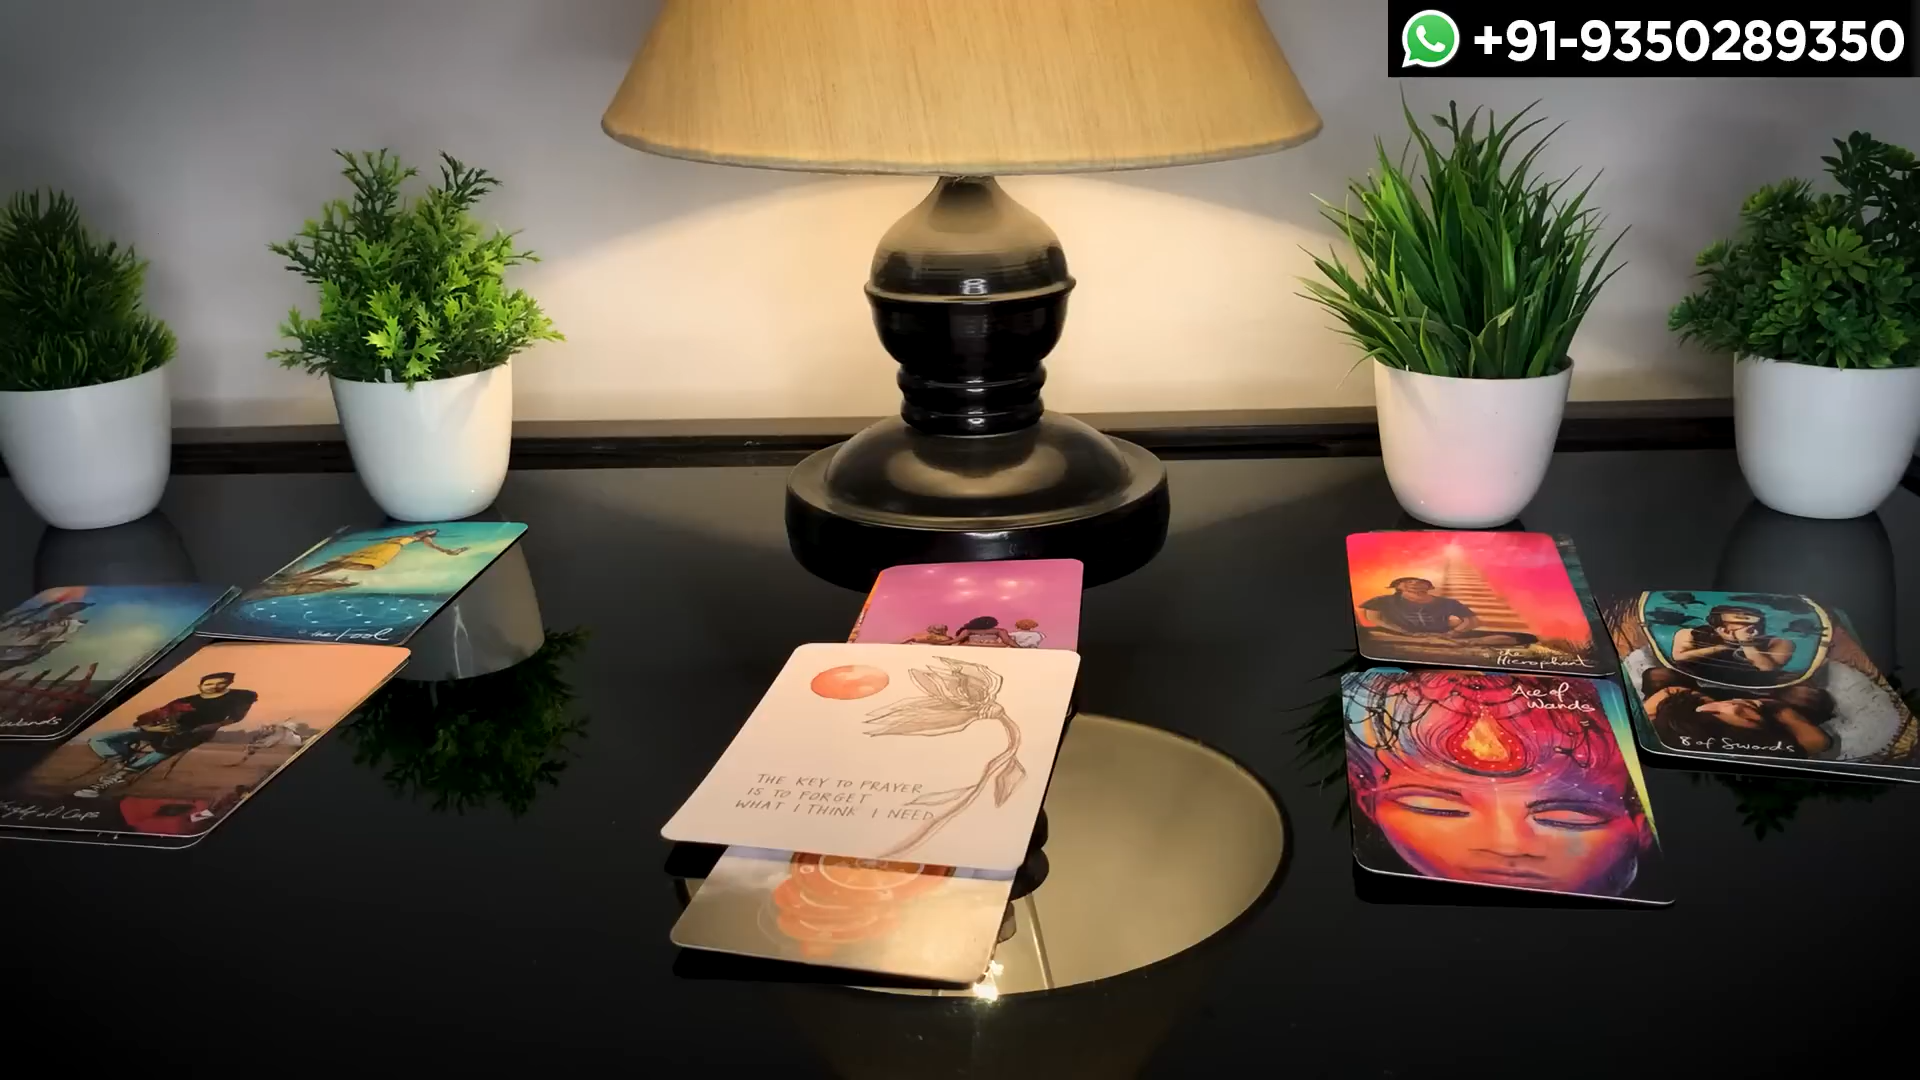 +91-9350289350
the Fool
Wands
Knight of Cups
THE KEY TO PRAYER
IS TO FORGET
WHAT I THINK I NEED
the
Hierophant
Ace of
Wands
8 of Swords